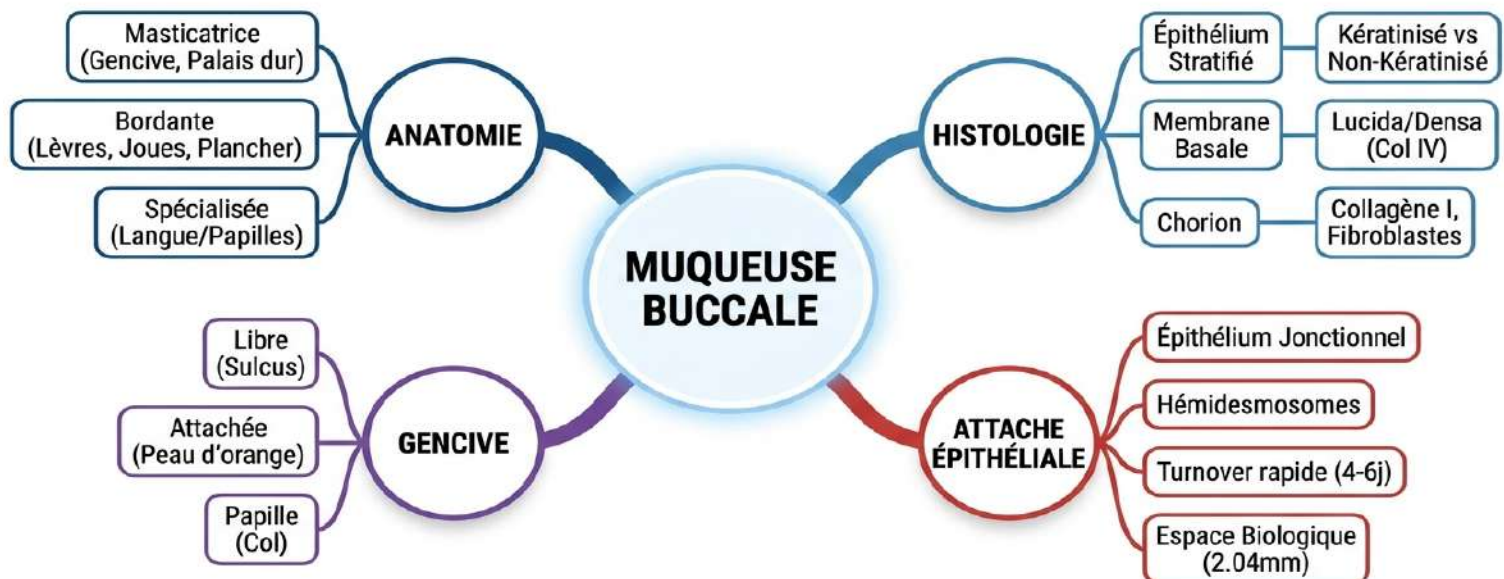 MUQUEUSE
BUCCALE
ANATOMIE
Masticatrice
(Gencive, Palais dur)
Bordante
(Lèvres, Joues, Plancher)
Spécialisée
(Langue/Papilles)
HISTOLOGIE
Épithélium
Stratifié
Kératinisé vs
Non-Kératinisé
Membrane
Basale
Lucida/Densa
(Col IV)
Chorion
Collagène I,
Fibroblastes
GENCIVE
Libre
(Sulcus)
Attachée
(Peau d'orange)
Papille
(Col)
ATTACHE
ÉPITHÉLIALE
Épithélium Jonctionnel
Hémidesmosomes
Turnover rapide (4-6j)
Espace Biologique
(2.04mm)